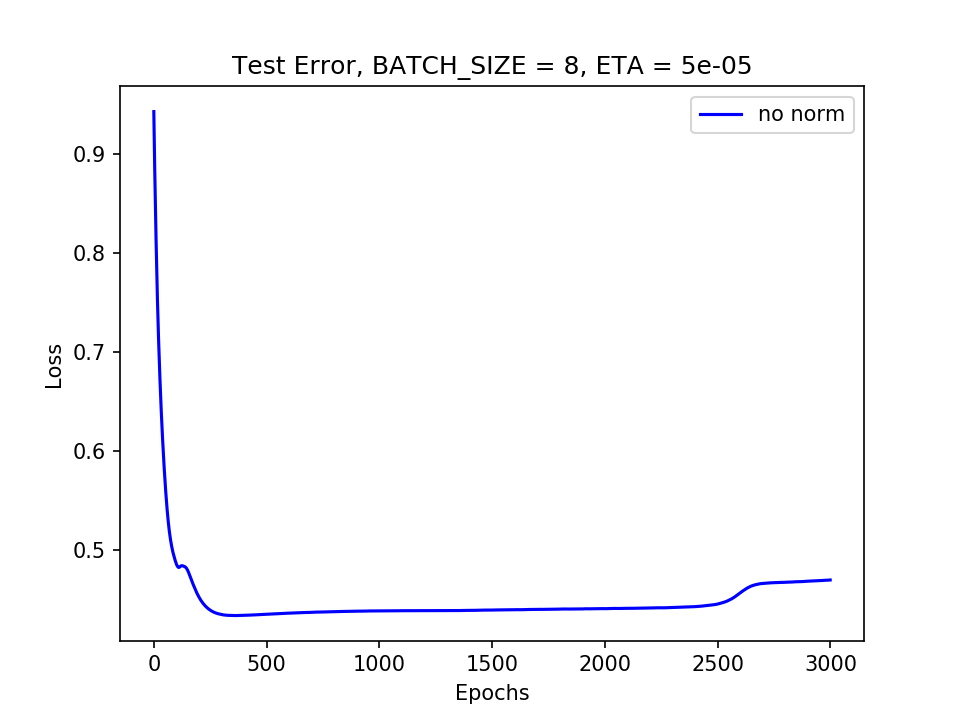 Test Error, BATCH_SIZE = 8, ETA = 5e-05
no norm
Loss
0.9
0.8
0.7
0.6
0.5
0 500 1000 1500 2000 2500 3000
Epochs